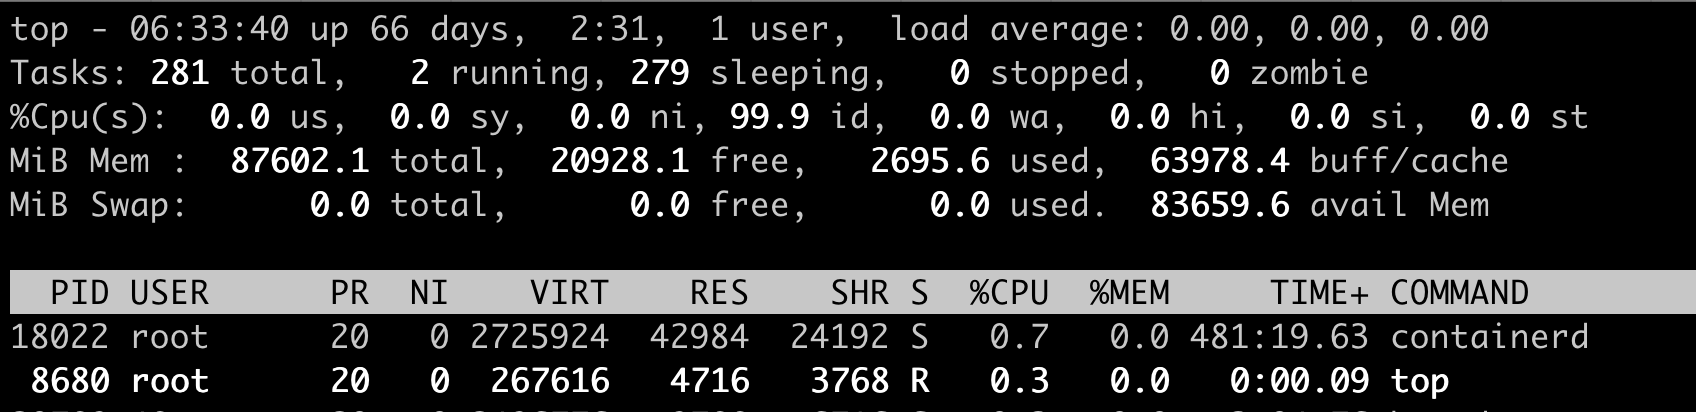 top - 06:33:40 up 66 days,  2:31,  1 user,  load average: 0.00, 0.00, 0.00
Tasks: 281 total,   2 running, 279 sleeping,   0 stopped,   0 zombie
%Cpu(s):  0.0 us,  0.0 sy,  0.0 ni, 99.9 id,  0.0 wa,  0.0 hi,  0.0 si,  0.0 st
MiB Mem :  87602.1 total,  20928.1 free,   2695.6 used,  63978.4 buff/cache
MiB Swap:      0.0 total,      0.0 free,      0.0 used.  83659.6 avail Mem
  PID USER      PR  NI    VIRT    RES    SHR S  %CPU  %MEM     TIME+ COMMAND
18022 root      20   0 2725924  42984  24192 S   0.7   0.0 481:19.63 containerd
 8680 root      20   0  267616   4716   3768 R   0.3   0.0   0:00.09 top